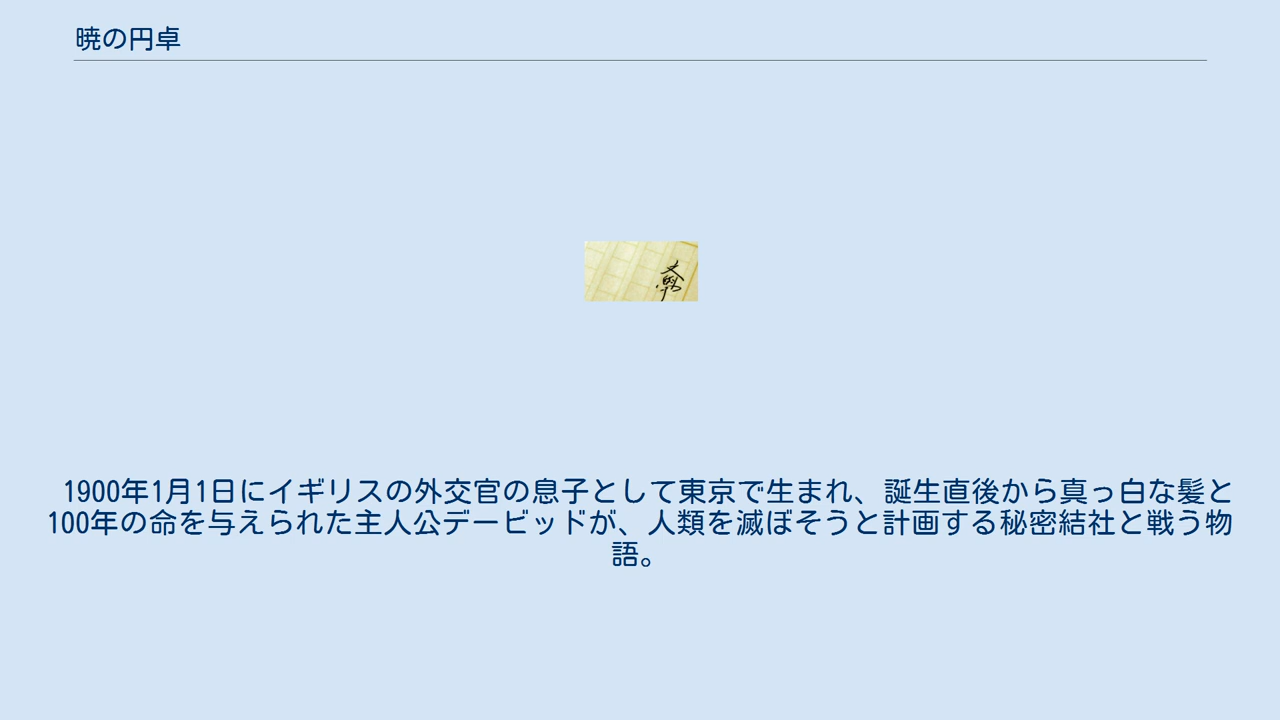 暁の円卓
1900年1月1日にイギリスの外交官の息子として東京で生まれ、誕生直後から真っ白な髪と
100年の命を与えられた主人公デービッドが、人類を滅ぼそうと計画する秘密結社と戦う物
語。